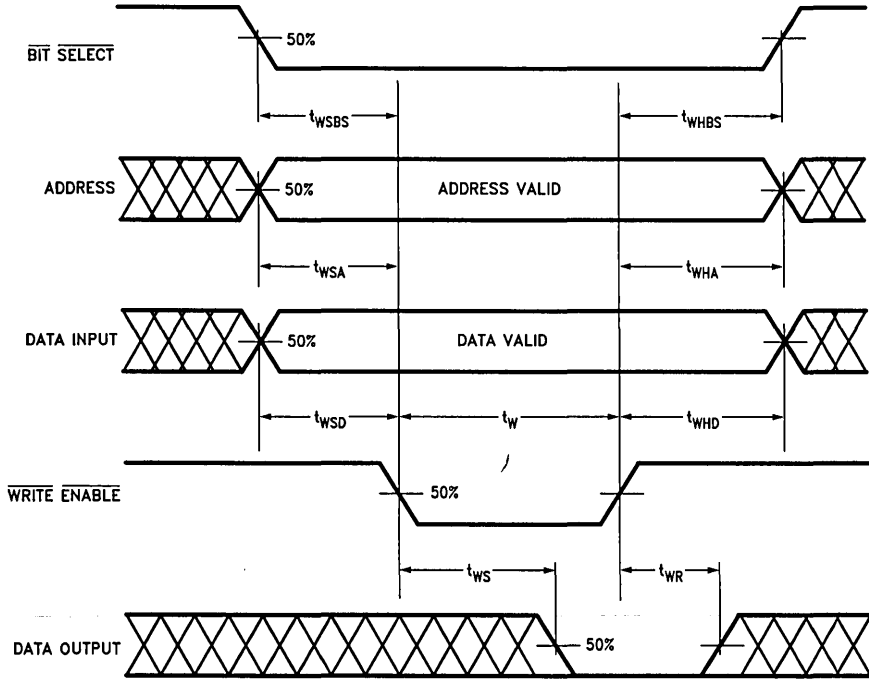 50%
BIT SELECT
tWSBS
tWHBS
ADDRESS
50%
ADDRESS VALID
tWSA
tWHA
DATA INPUT
50%
DATA VALID
tWSD
tW
tWHD
WRITE ENABLE
50%
tWS
tWR
DATA OUTPUT
50%